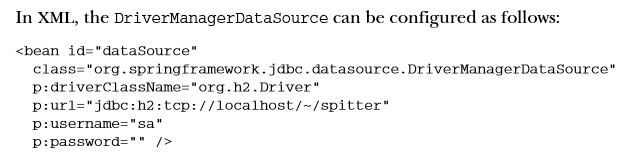 In XML, the DriverManagerDataSource can be configured as follows:
<bean id="dataSource"
class="org.springframework.jdbc.datasource.DriverManagerDataSource"
p:driverClassName="org.h2.Driver"
p:url="jdbc:h2:tcp://localhost/~/spitter"
p:username="sa"
p:password="" />